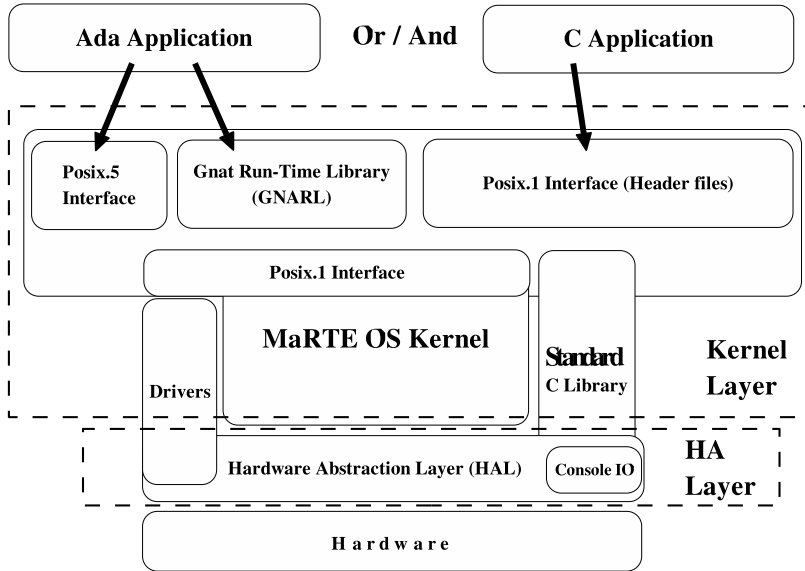 Ada Application
Or / And
C Application
Posix.5
Interface
Gnat Run-Time Library
(GNARL)
Posix.1 Interface (Header files)
Posix.1 Interface
MaRTE OS Kernel
Standard
C Library
Drivers
Kernel
Layer
Hardware Abstraction Layer (HAL)
Console IO
HA
Layer
Hardware